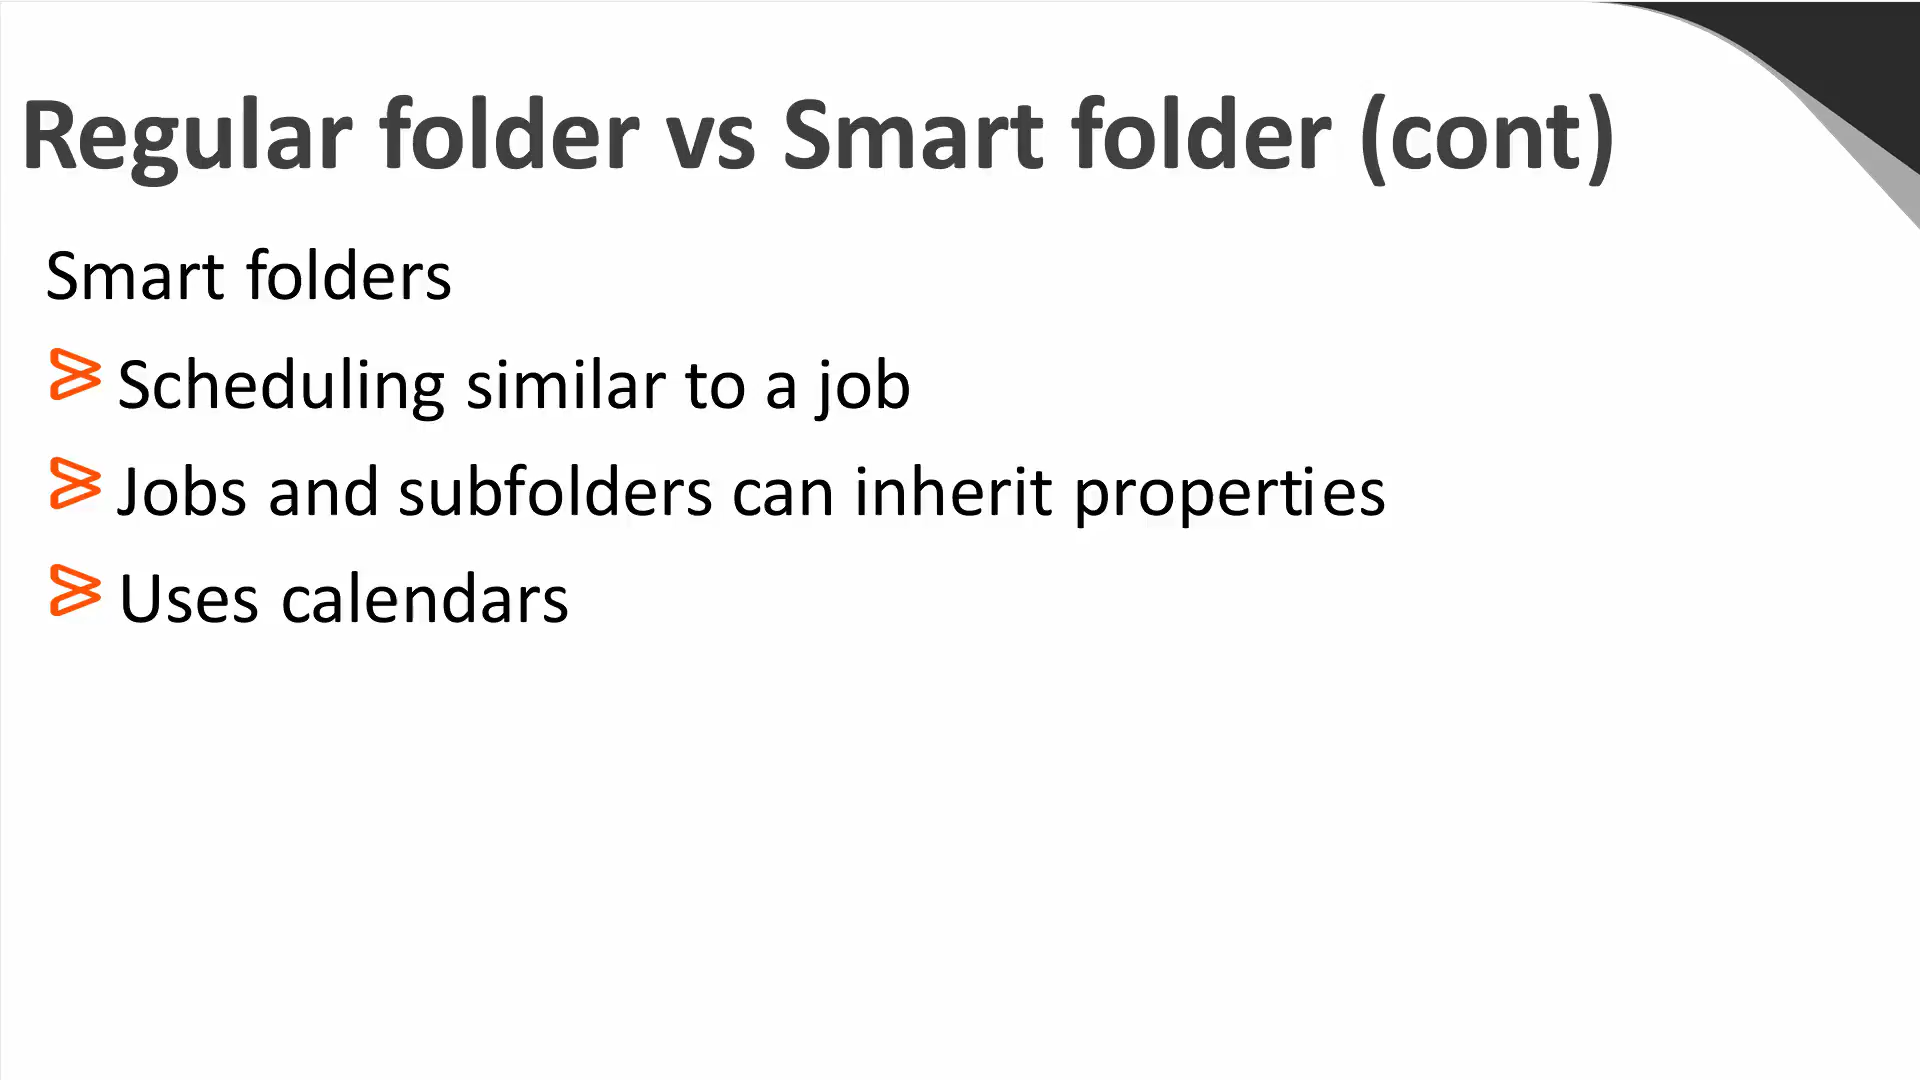 Regular folder vs Smart folder (cont)
Smart folders
Scheduling similar to a job
Jobs and subfolders can inherit properties
Uses calendars